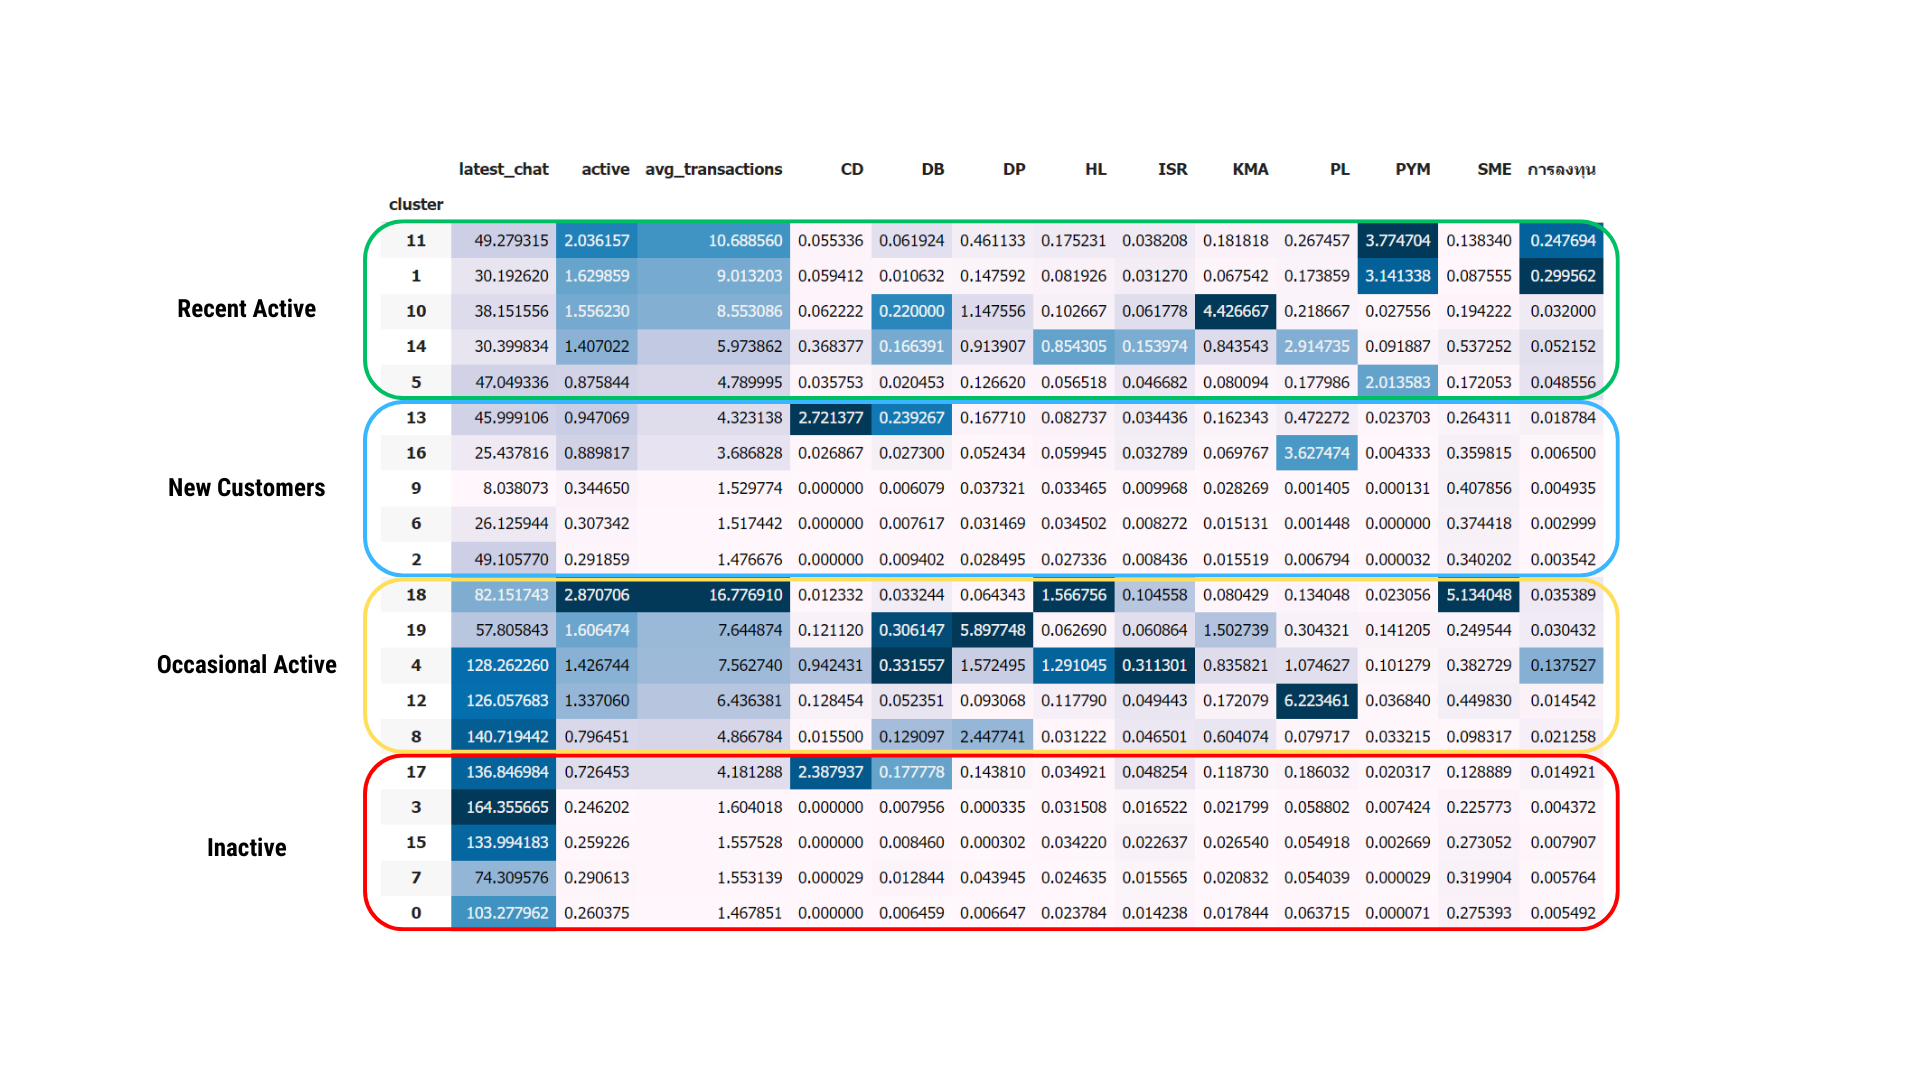 latest_chat active avg_transactions CD DB DP HL ISR KMA PL PYM SME การลงทุน
cluster
Recent Active
11 49.279315 2.036157 10.688560 0.055336 0.061924 0.461133 0.175231 0.038208 0.181818 0.267457 3.774704 0.138340 0.247694
1 30.192620 1.629859 9.013203 0.059412 0.010632 0.147592 0.081926 0.031270 0.067542 0.173859 3.141338 0.087555 0.299562
10 38.151556 1.556230 8.553086 0.062222 0.220000 1.147556 0.102667 0.061778 4.426667 0.218667 0.027556 0.194222 0.032000
14 30.399834 1.407022 5.973862 0.368377 0.166391 0.913907 0.854305 0.153974 0.843543 2.914735 0.091887 0.537252 0.052152
5 47.049336 0.875844 4.789995 0.035753 0.020453 0.126620 0.056518 0.046682 0.080094 0.177986 2.013583 0.172053 0.048556
New Customers
13 45.999106 0.947069 4.323138 2.721377 0.239267 0.167710 0.082737 0.034436 0.162343 0.472272 0.023703 0.264311 0.018784
16 25.437816 0.889817 3.686828 0.026867 0.027300 0.052434 0.059945 0.032789 0.069767 3.627474 0.004333 0.359815 0.006500
9 8.038073 0.344650 1.529774 0.000000 0.006079 0.037321 0.033465 0.009968 0.028269 0.001405 0.000131 0.407856 0.004935
6 26.125944 0.307342 1.517442 0.000000 0.007617 0.031469 0.034502 0.008272 0.015131 0.001448 0.000000 0.374418 0.002999
2 49.105770 0.291859 1.476676 0.000000 0.009402 0.028495 0.027336 0.008436 0.015519 0.006794 0.000032 0.340202 0.003542
Occasional Active
18 82.151743 2.870706 16.776910 0.012332 0.033244 0.064343 1.566756 0.104558 0.080429 0.134048 0.023056 5.134048 0.035389
19 57.805843 1.606474 7.644874 0.121120 0.306147 5.897748 0.062690 0.060864 1.502739 0.304321 0.141205 0.249544 0.030432
4 128.262260 1.426744 7.562740 0.942431 0.331557 1.572495 1.291045 0.311301 0.835821 1.074627 0.101279 0.382729 0.137527
12 126.057683 1.337060 6.436381 0.128454 0.052351 0.093068 0.117790 0.049443 0.172079 6.223461 0.036840 0.449830 0.014542
8 140.719442 0.796451 4.866784 0.015500 0.129097 2.447741 0.031222 0.046501 0.604074 0.079717 0.033215 0.098317 0.021258
Inactive
17 136.846984 0.726453 4.181288 2.387937 0.177778 0.143810 0.034921 0.048254 0.118730 0.186032 0.020317 0.128889 0.014921
3 164.355665 0.246202 1.604018 0.000000 0.007956 0.000335 0.031508 0.016522 0.021799 0.058802 0.007424 0.225773 0.004372
15 133.994183 0.259226 1.557528 0.000000 0.008460 0.000302 0.034220 0.022637 0.026540 0.054918 0.002669 0.273052 0.007907
7 74.309576 0.290613 1.553139 0.000029 0.012844 0.043945 0.024635 0.015565 0.020832 0.054039 0.000029 0.319904 0.005764
0 103.277962 0.260375 1.467851 0.000000 0.006459 0.006647 0.023784 0.014238 0.017844 0.063715 0.000071 0.275393 0.005492